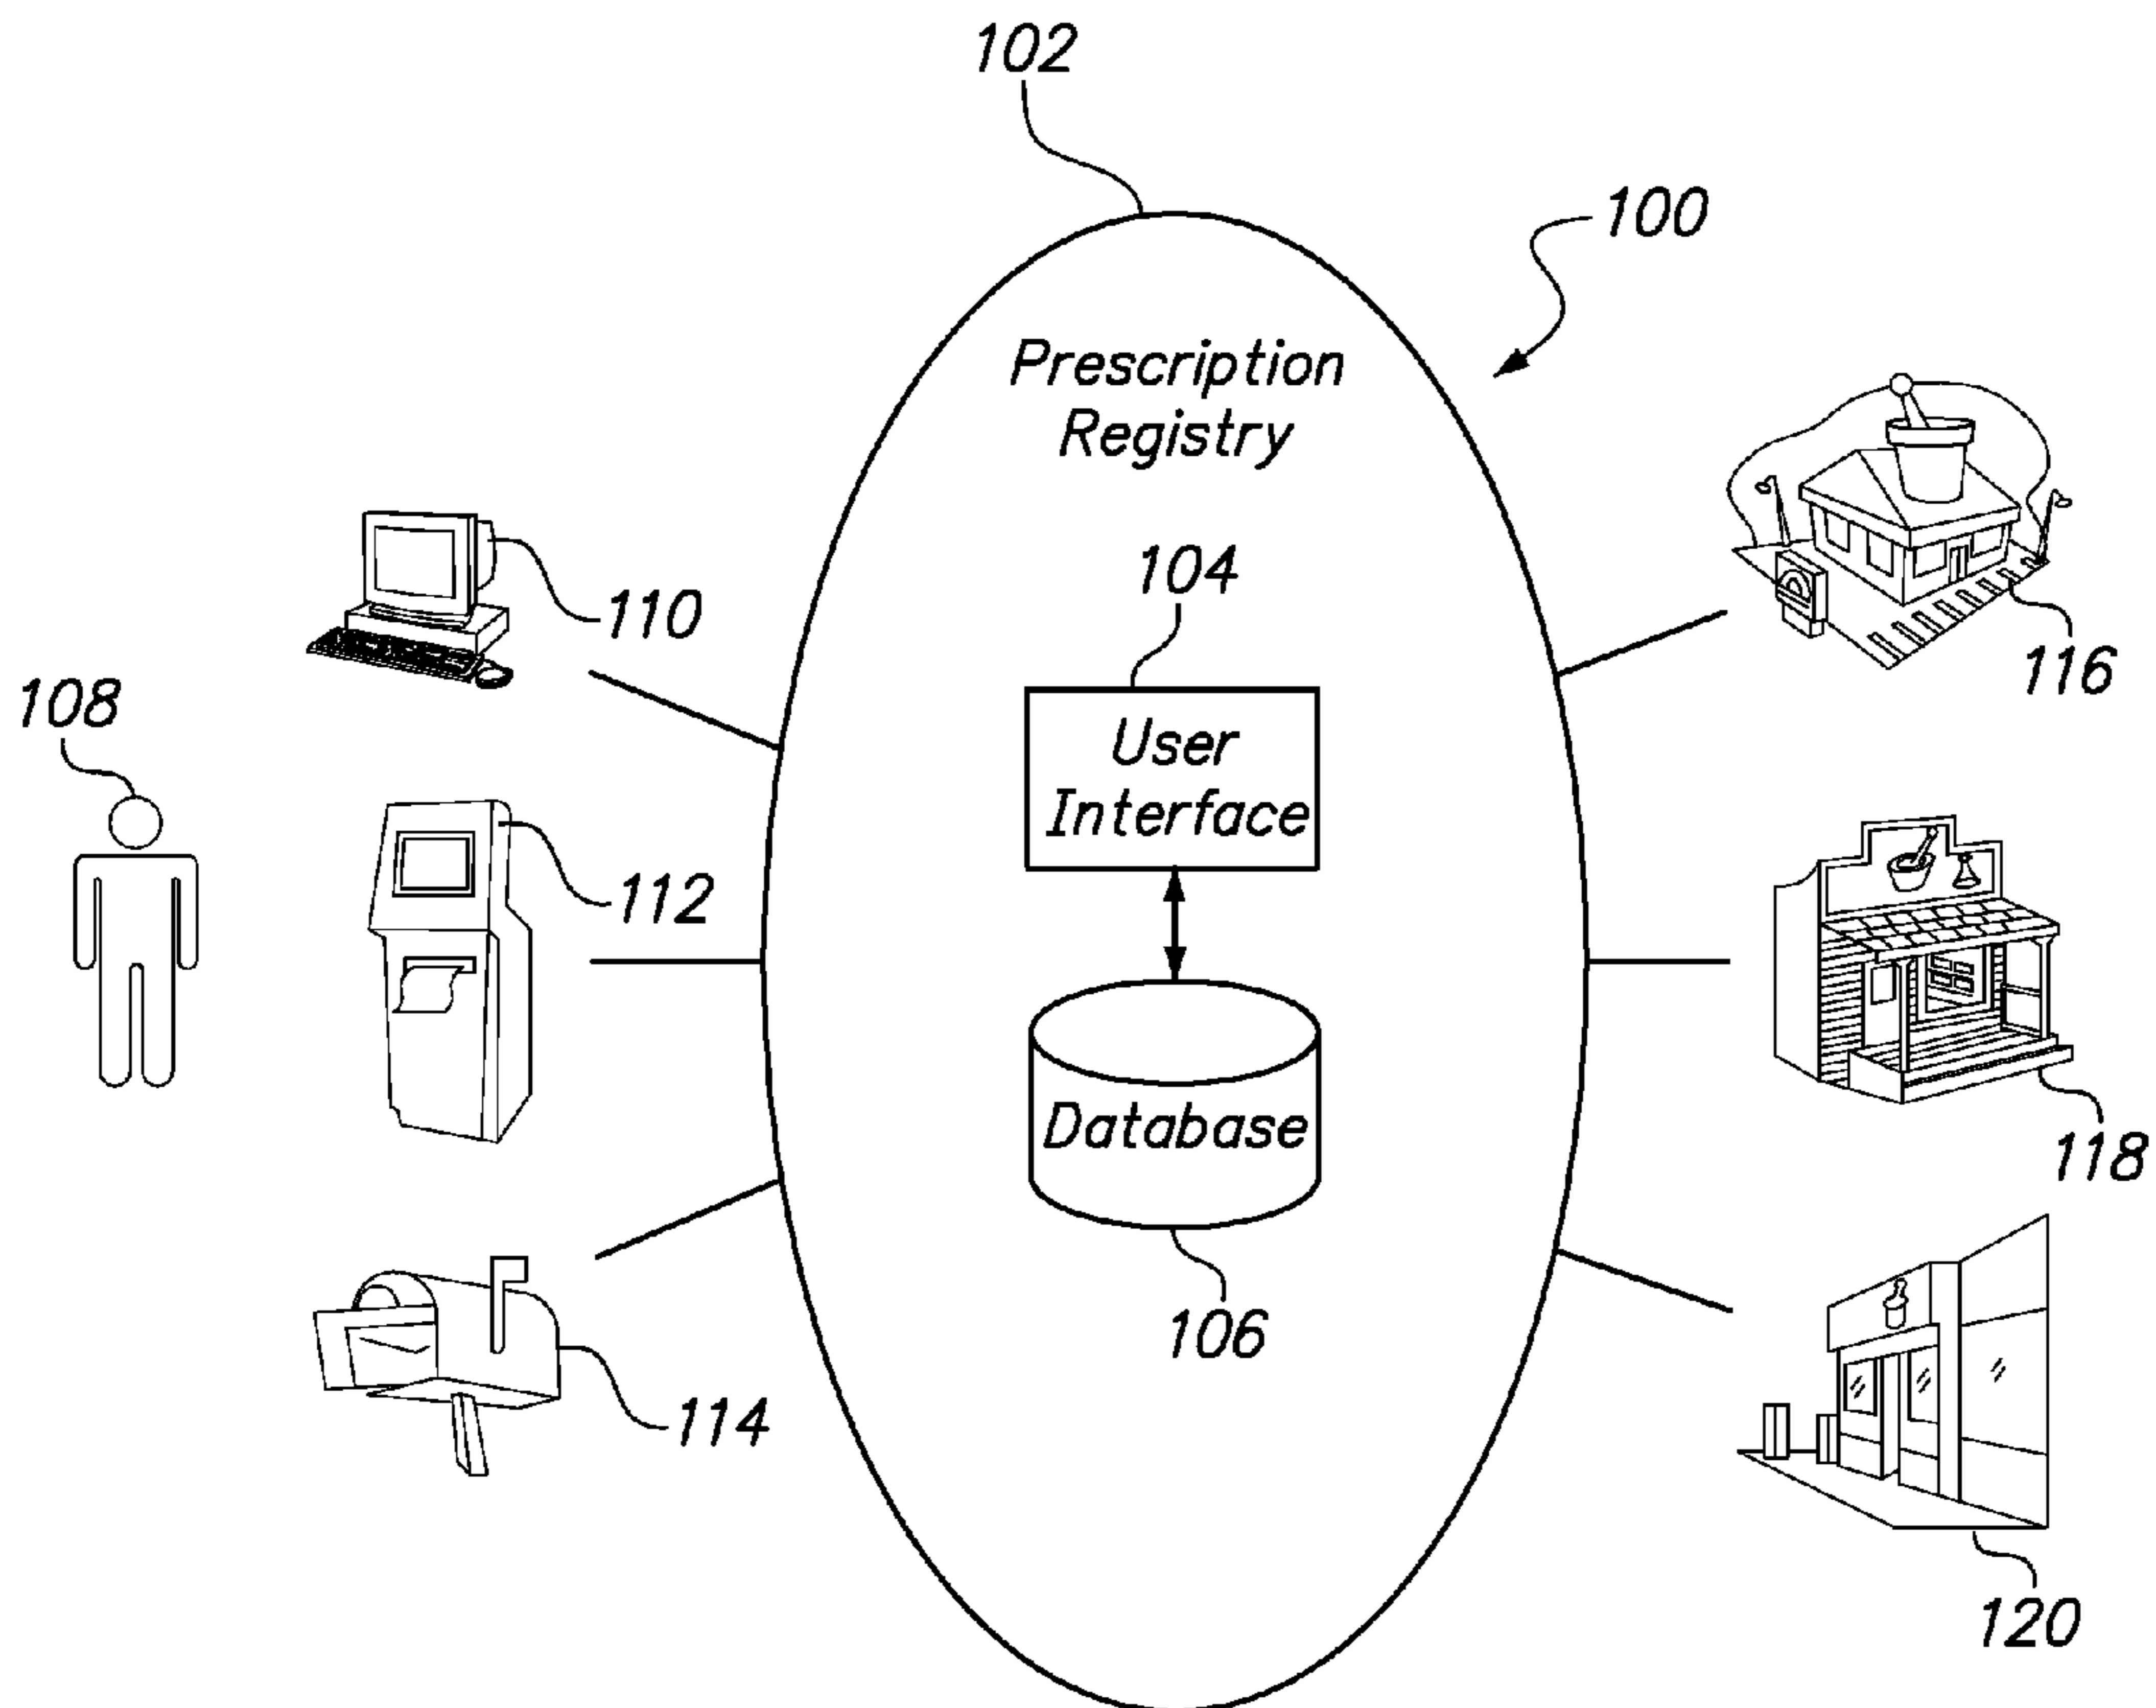 102
100
Prescription
Registry
104
110
116
108
User
Interface
112
Database
118
106
114
120